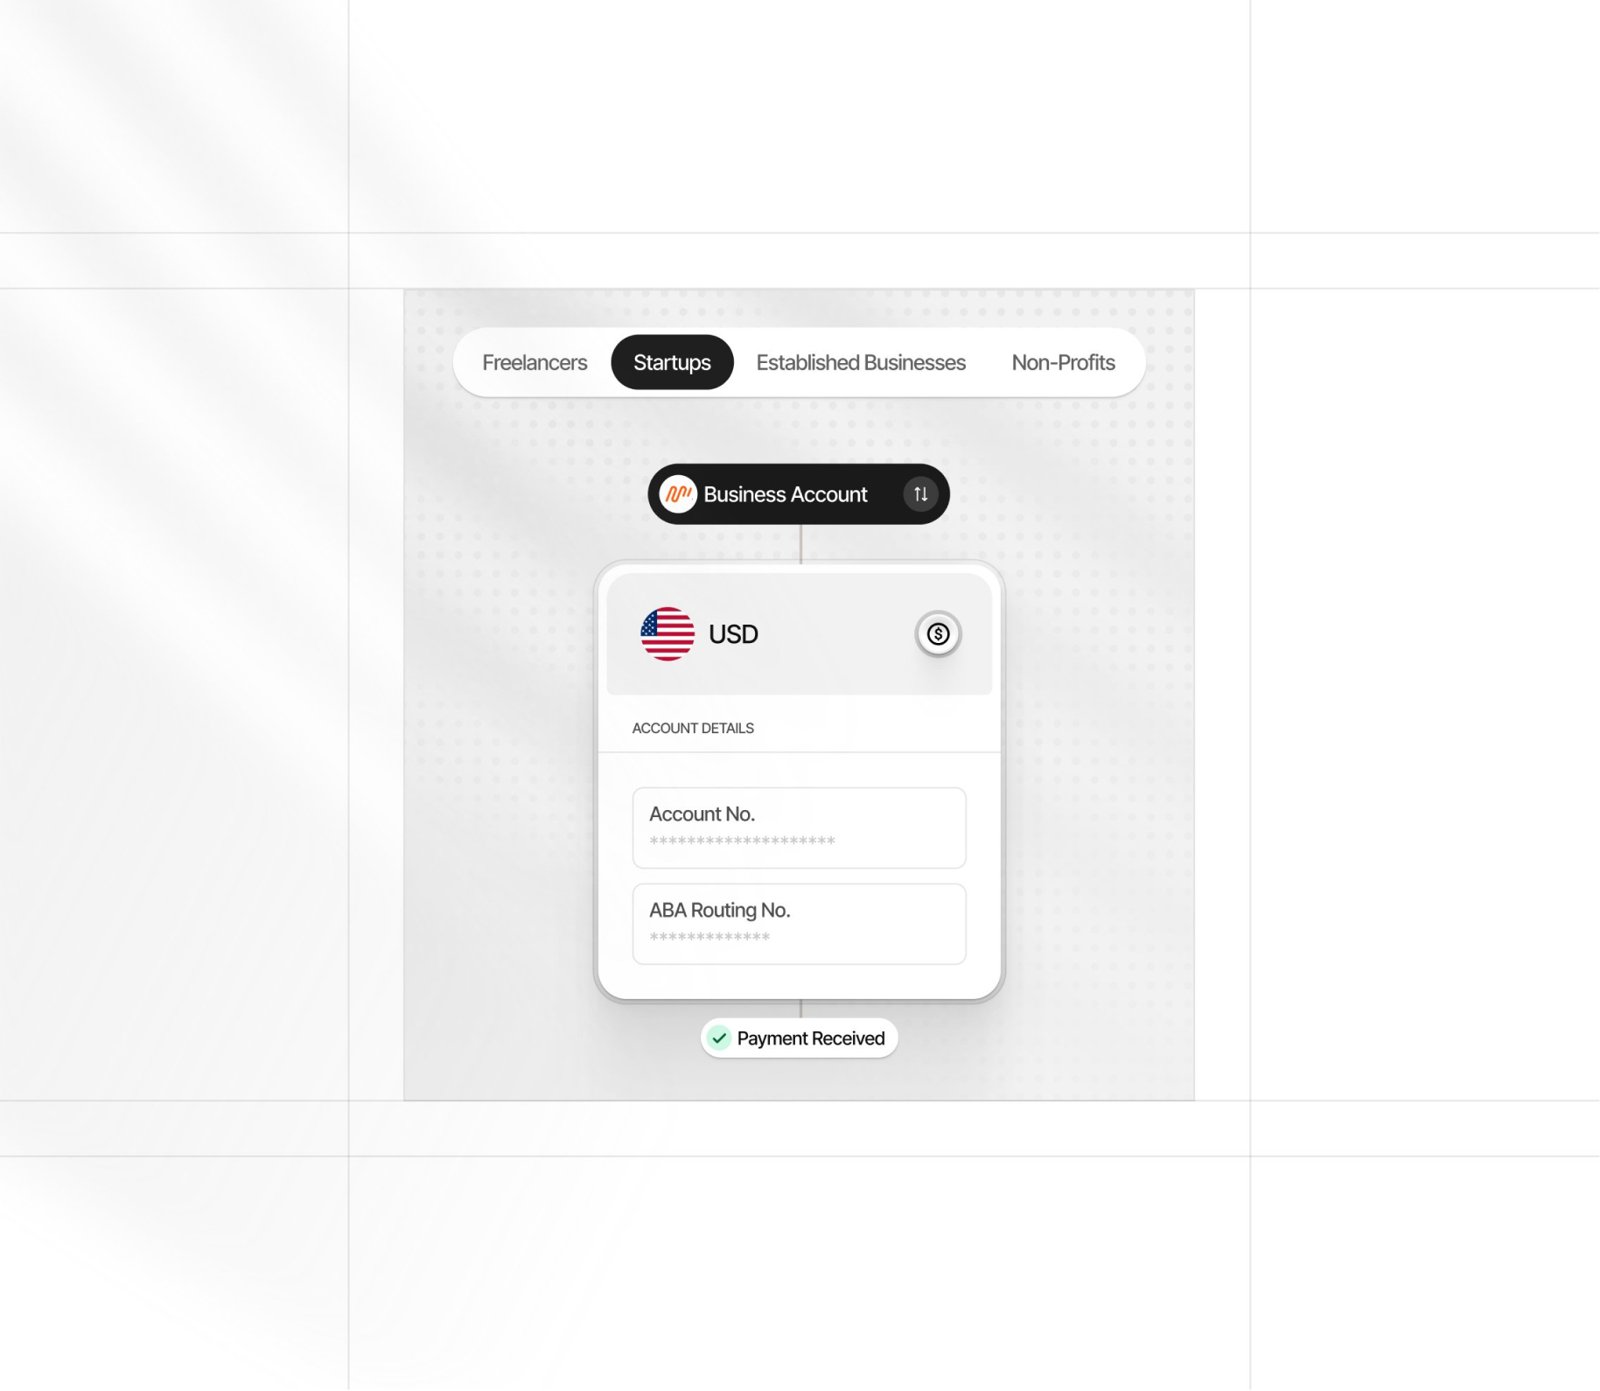 Freelancers
Startups
Established Businesses
Non-Profits
Business Account
USD
ACCOUNT DETAILS
Account No.
********************
ABA Routing No.
*************
Payment Received